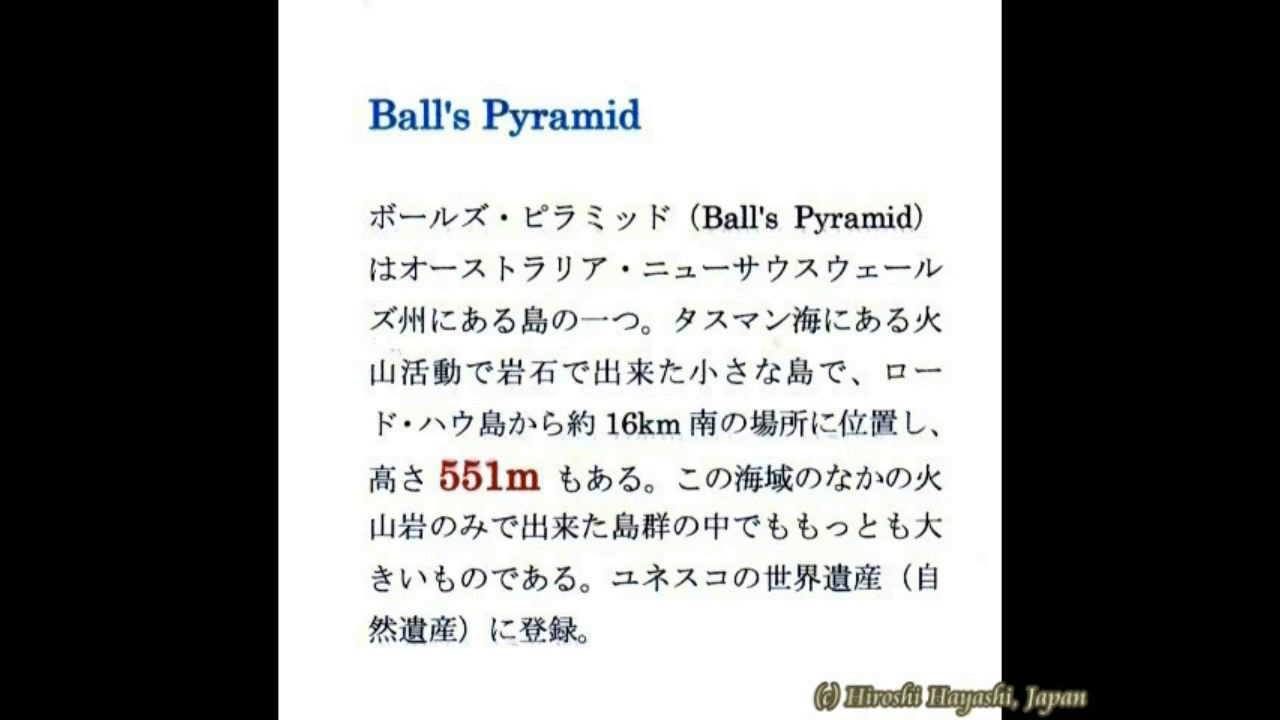 Ball's Pyramid
ボールズ・ピラミッド（Ball's Pyramid）
はオーストラリア・ニューサウスウェール
ズ州にある島の一つ。タスマン海にある火
山活動で岩石で出来た小さな島で、ロー
ド・ハウ島から約 16km 南の場所に位置し、
高さ 551m もある。この海域のなかの火
山岩のみで出来た島群の中でももっとも大
きいものである。ユネスコの世界遺産（自
然遺産）に登録。
(c) Hiroshi Hayashi, Japan